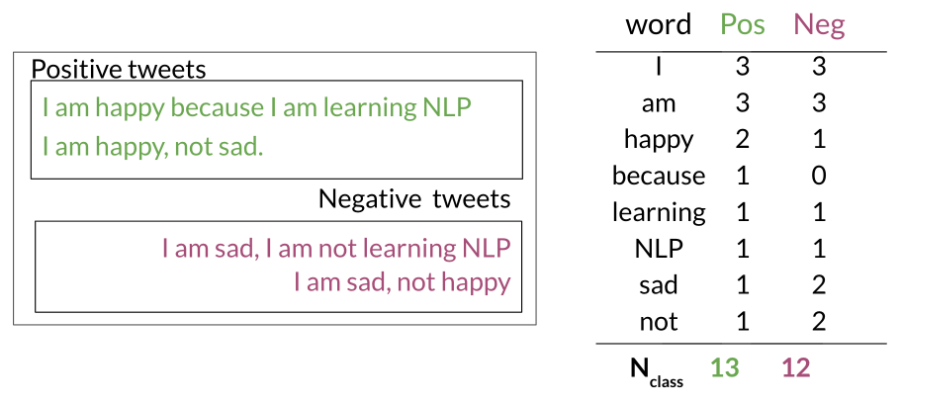 Positive tweets
I am happy because I am learning NLP
I am happy, not sad.
Negative tweets
I am sad, I am not learning NLP
I am sad, not happy
word Pos Neg
I 3 3
am 3 3
happy 2 1
because 1 0
learning 1 1
NLP 1 1
sad 1 2
not 1 2
Nclass 13 12